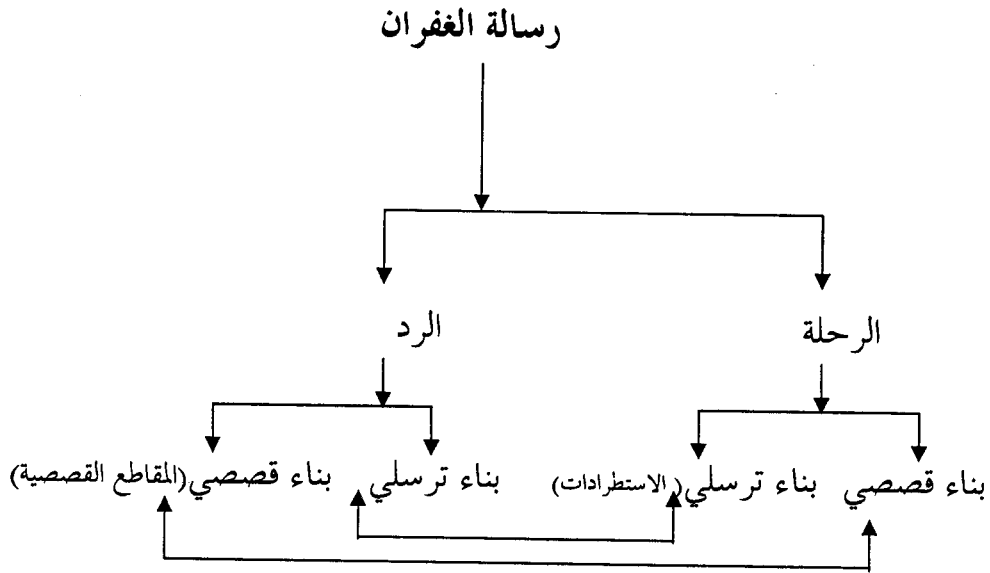 رسالة الغفران
الرحلة
الرد
بناء قصصي
بناء ترسلي (الاستطرادات)
بناء ترسلي
بناء قصصي (المقاطع القصصية)